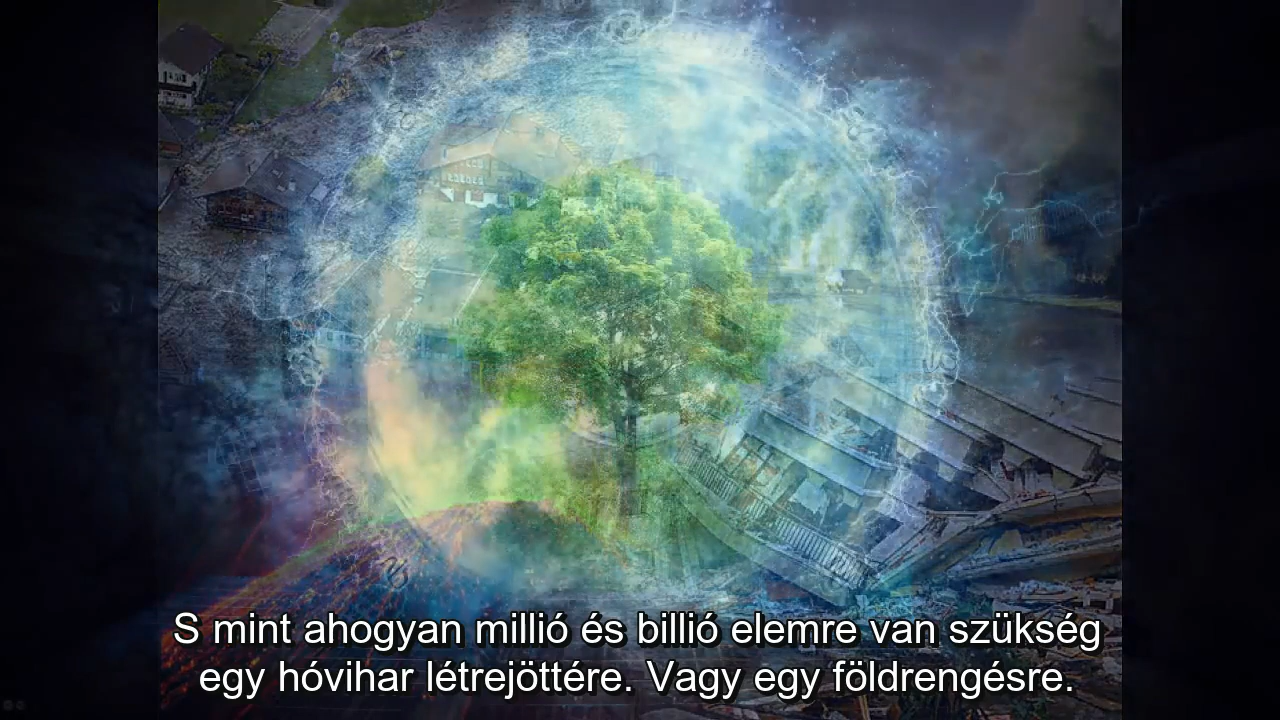 S mint ahogyan millió és billió elemre van szükség
egy hóvihar létrejöttére. Vagy egy földrengésre.